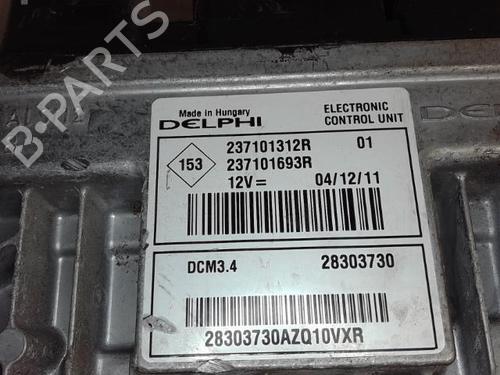 B-PARTS
Made in Hungary
DELPHI
ELECTRONIC
CONTROL UNIT
153
237101312R 01
237101693R
12V= 04/12/11
DCM3.4 28303730
28303730AZQ10VXR